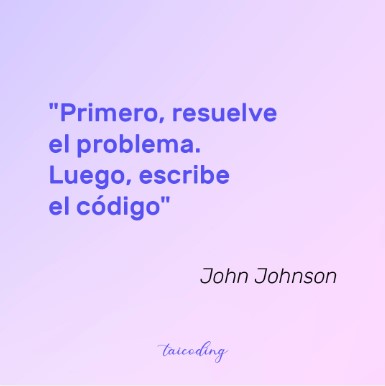 "Primero, resuelve
el problema.
Luego, escribe
el código"
John Johnson
taicoding